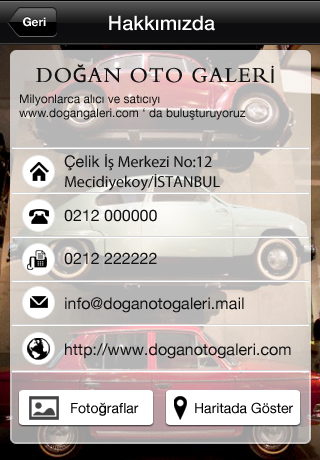 Geri
Hakkımızda
DOĞAN OTO GALERİ
Milyonlarca alıcı ve satıcıyı
www.dogangaleri.com ‘ da buluşturuyoruz
Çelik İş Merkezi No:12
Mecidiyekoy/İSTANBUL
0212 000000
0212 222222
info@doganotogaleri.mail
http://www.doganotogaleri.com
Fotoğraflar
Haritada Göster